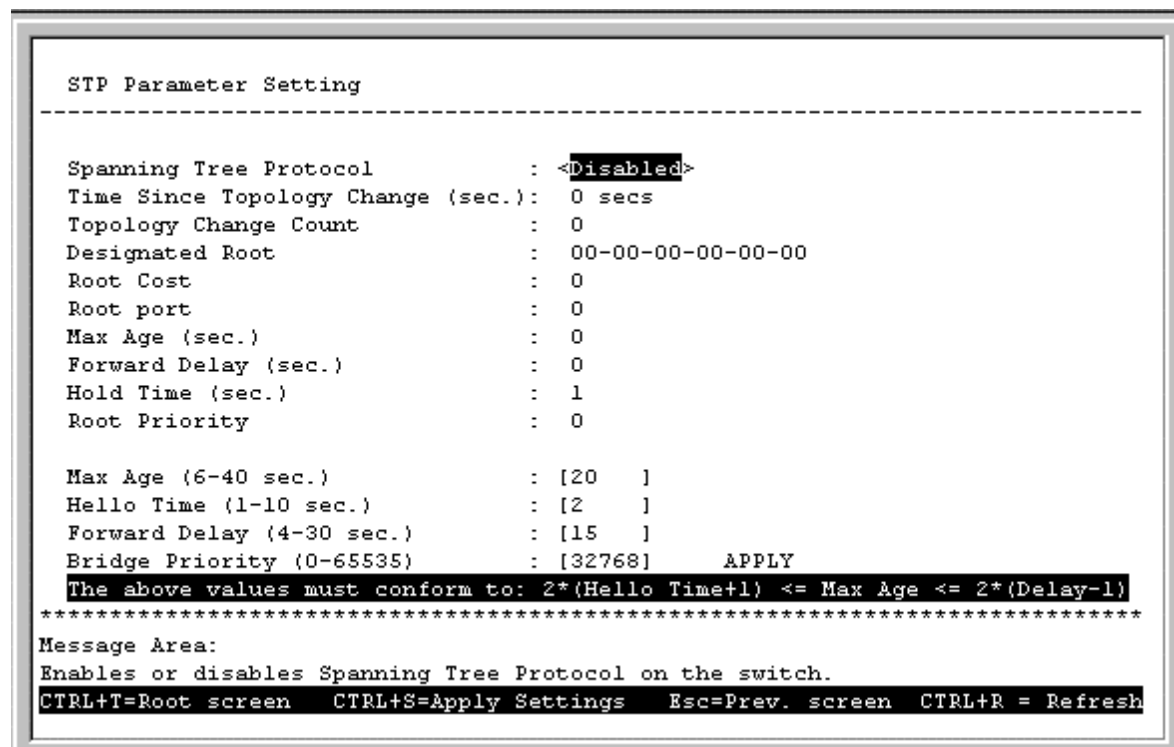 STP Parameter Setting
--------------------------------------------------------------------------------
Spanning Tree Protocol : <Disabled>
Time Since Topology Change (sec.): 0 secs
Topology Change Count : 0
Designated Root : 00-00-00-00-00-00
Root Cost : 0
Root port : 0
Max Age (sec.) : 0
Forward Delay (sec.) : 0
Hold Time (sec.) : 1
Root Priority : 0
Max Age (6-40 sec.) : [20 ]
Hello Time (1-10 sec.) : [2 ]
Forward Delay (4-30 sec.) : [15 ]
Bridge Priority (0-65535) : [32768] APPLY
The above values must conform to: 2*(Hello Time+1) <= Max Age <= 2*(Delay-1)
********************************************************************************
Message Area:
Enables or disables Spanning Tree Protocol on the switch.
CTRL+T=Root screen CTRL+S=Apply Settings Esc=Prev. screen CTRL+R = Refresh